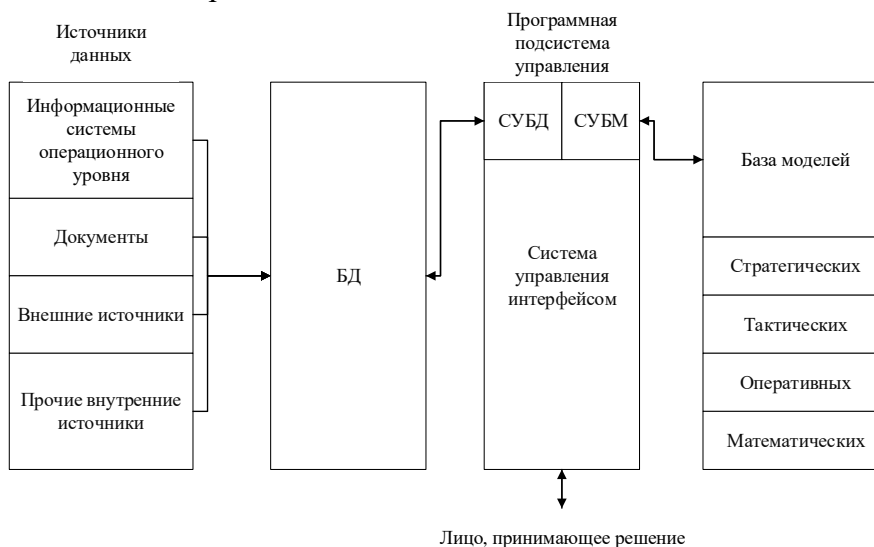 Источники
данных
Информационные
системы
операционного
уровня
Документы
Внешние источники
Прочие внутренние
источники
БД
Программная
подсистема
управления
СУБД
СУБМ
Система
управления
интерфейсом
База моделей
Стратегических
Тактических
Оперативных
Математических
Лицо, принимающее решение